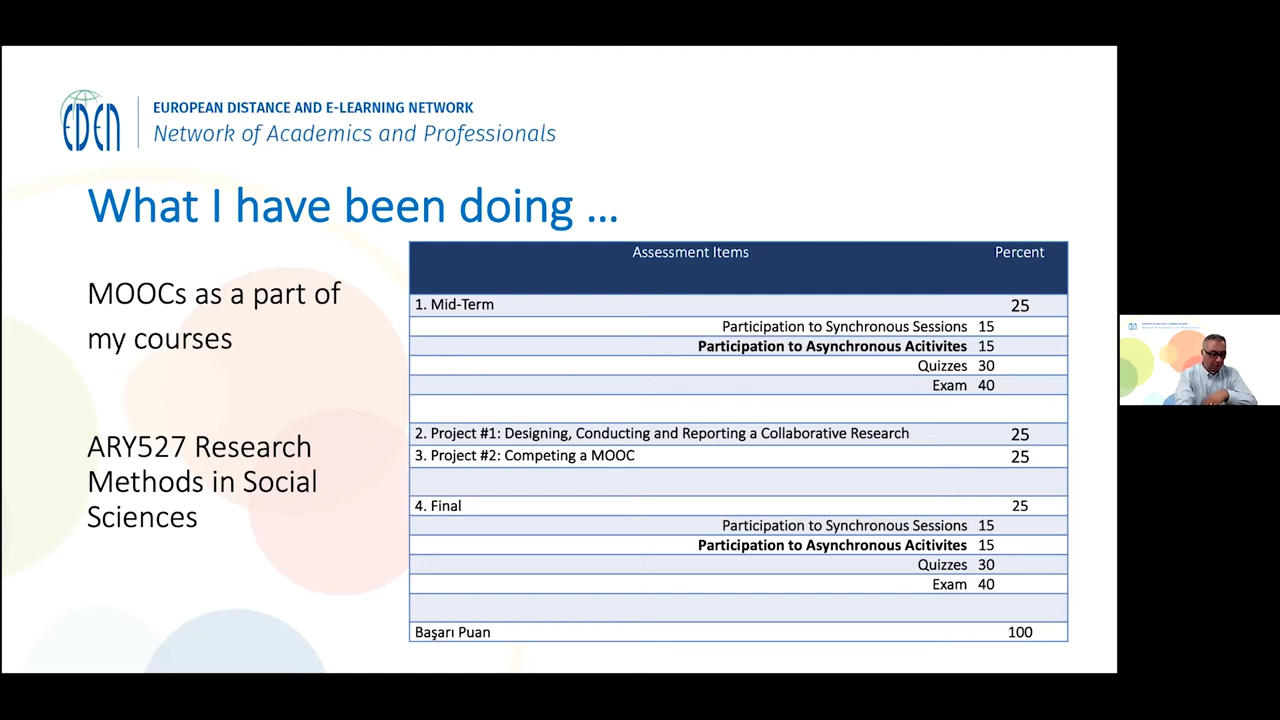 EDEN
EUROPEAN DISTANCE AND E-LEARNING NETWORK
Network of Academics and Professionals
What I have been doing ...
MOOCs as a part of
my courses
ARY527 Research
Methods in Social
Sciences
Assessment Items Percent
1. Mid-Term 25
Participation to Synchronous Sessions 15
Participation to Asynchronous Acitivites 15
Quizzes 30
Exam 40
2. Project #1: Designing, Conducting and Reporting a Collaborative Research 25
3. Project #2: Competing a MOOC 25
4. Final 25
Participation to Synchronous Sessions 15
Participation to Asynchronous Acitivites 15
Quizzes 30
Exam 40
Başarı Puan 100